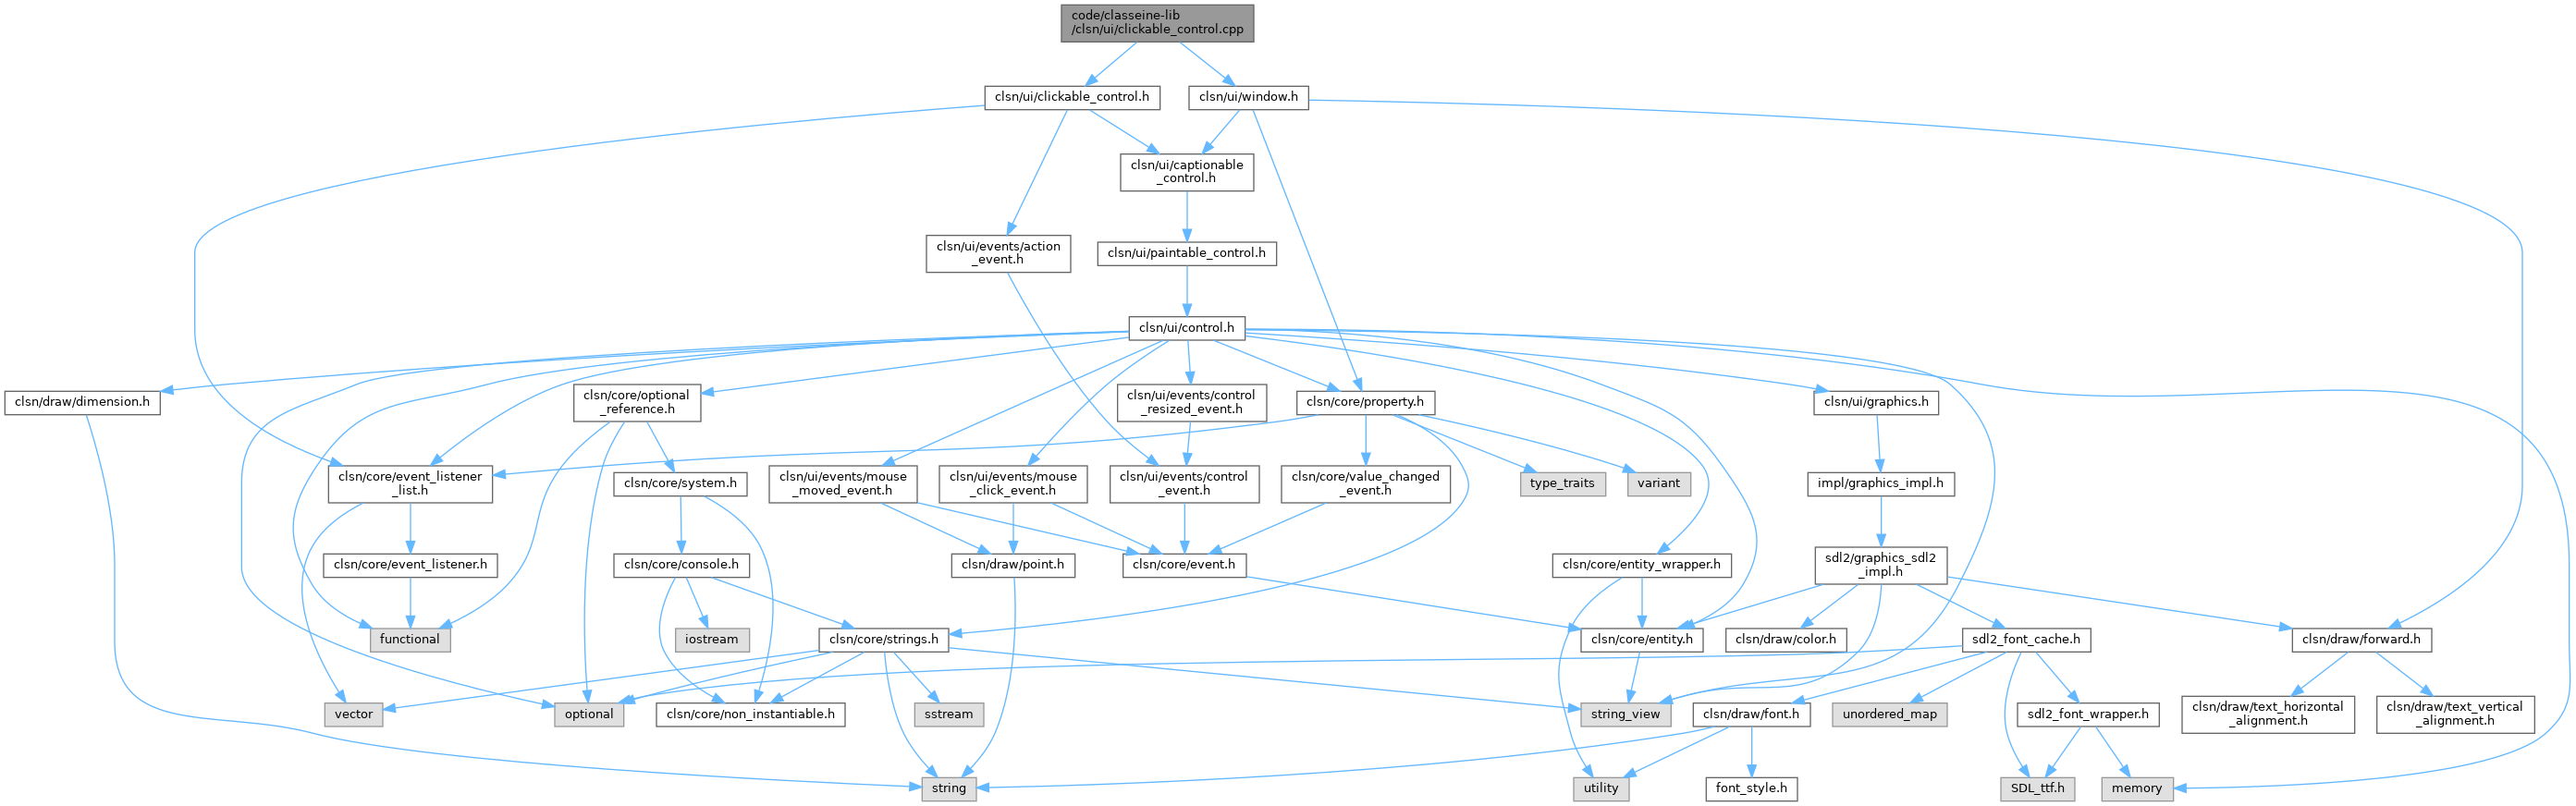 code/classeine-lib
/clsn/ui/clickable_control.cpp
clsn/ui/clickable_control.h
clsn/ui/window.h
clsn/ui/captionable
_control.h
clsn/ui/events/action
_event.h
clsn/ui/paintable_control.h
clsn/ui/control.h
clsn/draw/dimension.h
clsn/core/optional
_reference.h
clsn/ui/events/control
_resized_event.h
clsn/core/property.h
clsn/ui/graphics.h
clsn/core/event_listener
_list.h
clsn/core/system.h
clsn/ui/events/mouse
_moved_event.h
clsn/ui/events/mouse
_click_event.h
clsn/ui/events/control
_event.h
clsn/core/value_changed
_event.h
type_traits
variant
impl/graphics_impl.h
clsn/core/event_listener.h
clsn/core/console.h
clsn/draw/point.h
clsn/core/event.h
clsn/core/entity_wrapper.h
sdl2/graphics_sdl2
_impl.h
functional
iostream
clsn/core/strings.h
clsn/core/entity.h
clsn/draw/color.h
sdl2_font_cache.h
clsn/draw/forward.h
vector
optional
clsn/core/non_instantiable.h
sstream
string_view
clsn/draw/font.h
unordered_map
sdl2_font_wrapper.h
clsn/draw/text_horizontal
_alignment.h
clsn/draw/text_vertical
_alignment.h
string
utility
font_style.h
SDL_ttf.h
memory